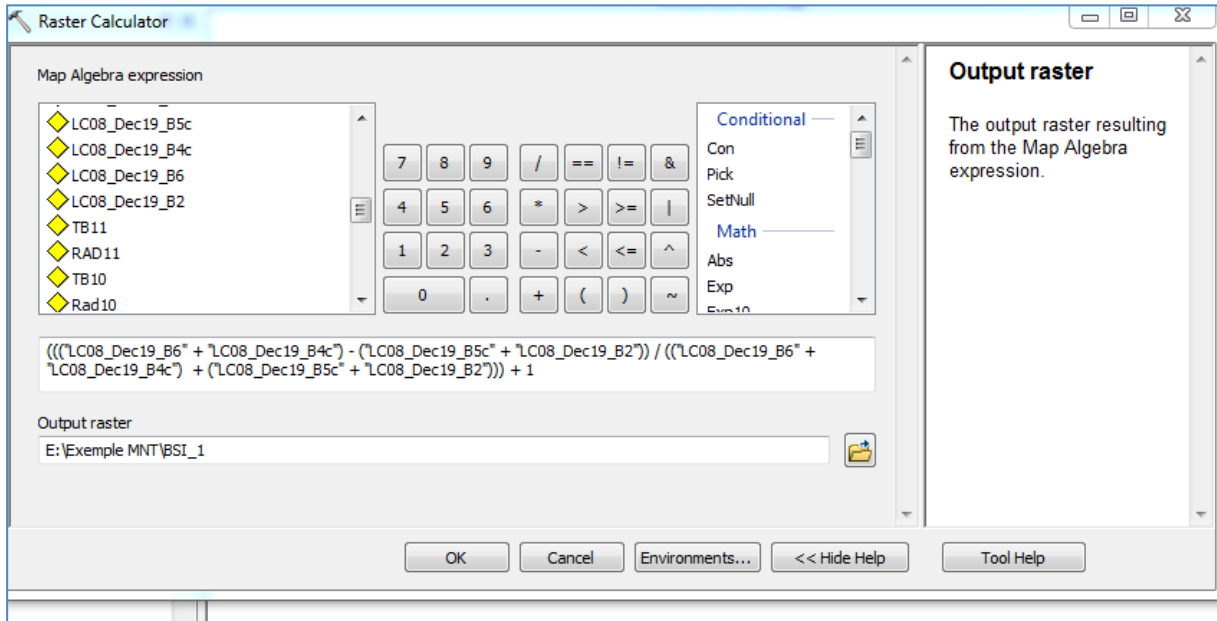 Raster Calculator
Map Algebra expression
LC08_Dec19_B5c
LC08_Dec19_B4c
LC08_Dec19_B6
LC08_Dec19_B2
TB11
RAD11
TB10
Rad10
7 8 9 / == != &
4 5 6 * > >= |
1 2 3 - < <= ^
0 . + ( ) ~
Conditional
Con
Pick
SetNull
Math
Abs
Exp
Exp10
((("LC08_Dec19_B6" + "LC08_Dec19_B4c") - ("LC08_Dec19_B5c" + "LC08_Dec19_B2")) / (("LC08_Dec19_B6" +
"LC08_Dec19_B4c") + ("LC08_Dec19_B5c" + "LC08_Dec19_B2"))) + 1
Output raster
E:\Exemple MNT\BSI_1
OK Cancel Environments... << Hide Help Tool Help
Output raster
The output raster resulting
from the Map Algebra
expression.